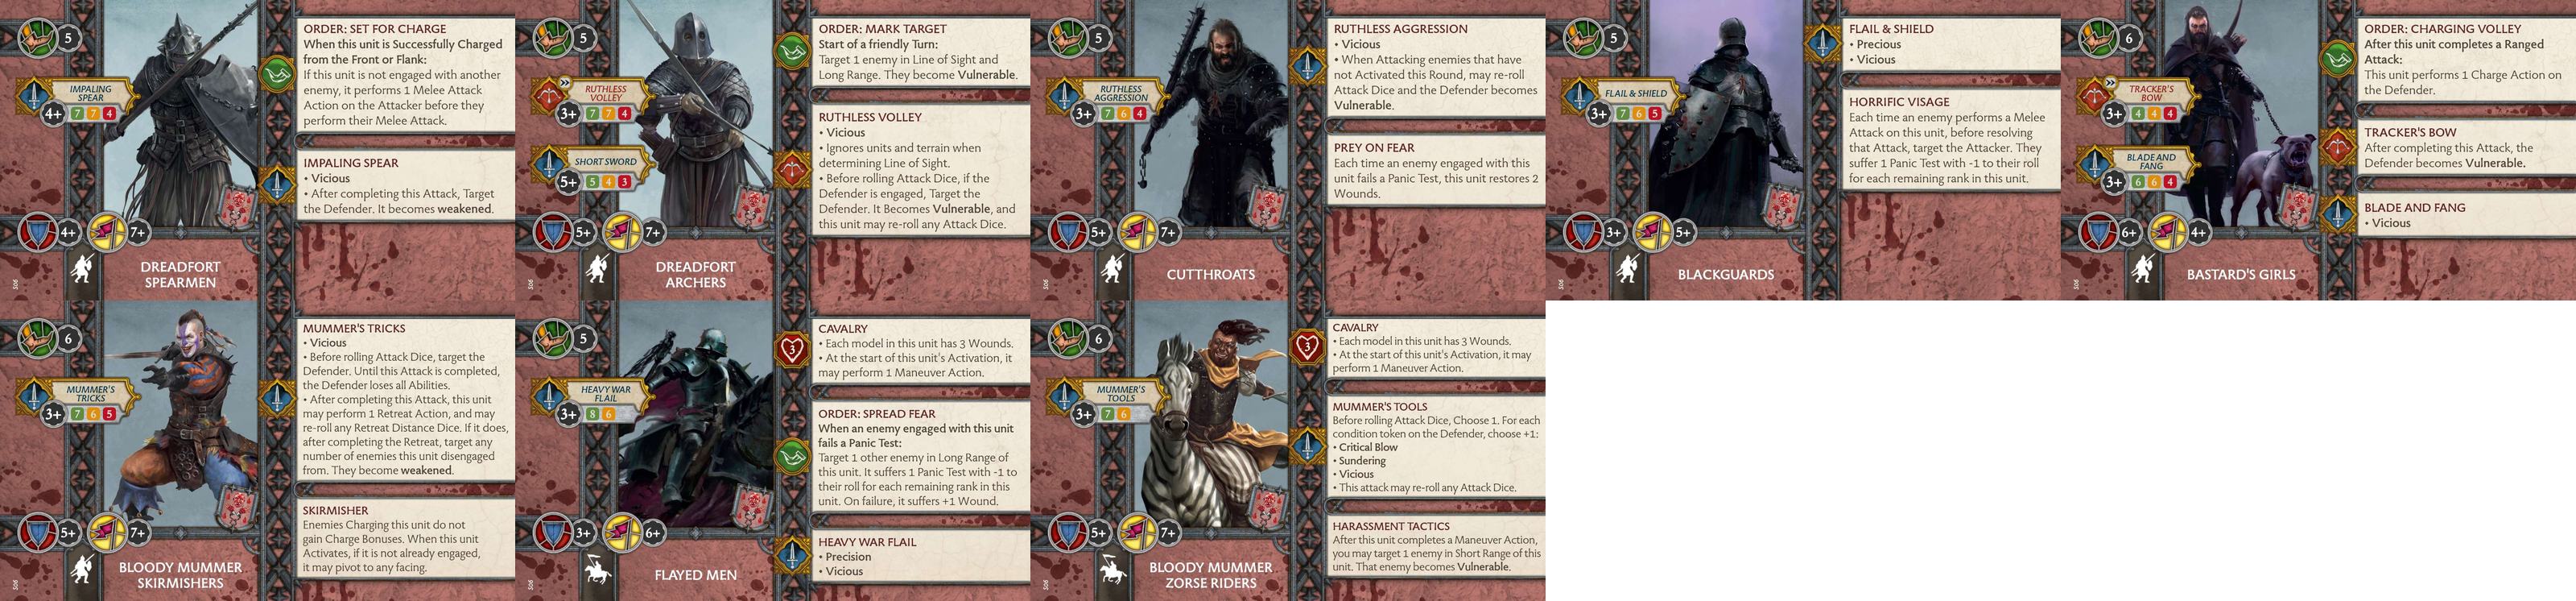 5
IMPALING
SPEAR
4+ 7 7 4
4+ 7+
DREADFORT
SPEARMEN
S06
ORDER: SET FOR CHARGE
When this unit is Successfully Charged
from the Front or Flank:
If this unit is not engaged with another
enemy, it performs 1 Melee Attack
Action on the Attacker before they
perform their Melee Attack.
IMPALING SPEAR
• Vicious
• After completing this Attack, Target
the Defender. It becomes weakened.
5
RUTHLESS
VOLLEY
3+ 7 7 4
SHORT SWORD
5+ 5 4 3
5+ 7+
DREADFORT
ARCHERS
S06
ORDER: MARK TARGET
Start of a friendly Turn:
Target 1 enemy in Line of Sight and
Long Range. They become Vulnerable.
RUTHLESS VOLLEY
• Vicious
• Ignores units and terrain when
determining Line of Sight.
• Before rolling Attack Dice, if the
Defender is engaged, Target the
Defender. It Becomes Vulnerable, and
this unit may re-roll any Attack Dice.
5
RUTHLESS
AGGRESSION
3+ 7 6 4
5+ 7+
CUTTHROATS
S06
RUTHLESS AGGRESSION
• Vicious
• When Attacking enemies that have
not Activated this Round, may re-roll
Attack Dice and the Defender becomes
Vulnerable.
PREY ON FEAR
Each time an enemy engaged with this
unit fails a Panic Test, this unit restores 2
Wounds.
5
FLAIL & SHIELD
3+ 7 6 5
3+ 5+
BLACKGUARDS
S06
FLAIL & SHIELD
• Precious
• Vicious
HORRIFIC VISAGE
Each time an enemy performs a Melee
Attack on this unit, before resolving
that Attack, target the Attacker. They
suffer 1 Panic Test with -1 to their roll
for each remaining rank in this unit.
6
TRACKER'S
BOW
3+ 4 4 4
BLADE AND
FANG
3+ 6 6 4
6+ 4+
BASTARD'S GIRLS
S06
ORDER: CHARGING VOLLEY
After this unit completes a Ranged
Attack:
This unit performs 1 Charge Action on
the Defender.
TRACKER'S BOW
After completing this Attack, the
Defender becomes Vulnerable.
BLADE AND FANG
• Vicious
6
MUMMER'S
TRICKS
3+ 7 6 5
5+ 7+
BLOODY MUMMER
SKIRMISHERS
S06
MUMMER'S TRICKS
• Vicious
• Before rolling Attack Dice, target the
Defender. Until this Attack is completed,
the Defender loses all Abilities.
• After completing this Attack, this unit
may perform 1 Retreat Action, and may
re-roll any Retreat Distance Dice. If it does,
after completing the Retreat, target any
number of enemies this unit disengaged
from. They become weakened.
SKIRMISHER
Enemies Charging this unit do not
gain Charge Bonuses. When this unit
Activates, if it is not already engaged,
it may pivot to any facing.
5
HEAVY WAR
FLAIL
3+ 8 6
3+ 6+
FLAYED MEN
S06
3
CAVALRY
• Each model in this unit has 3 Wounds.
• At the start of this unit's Activation, it
may perform 1 Maneuver Action.
ORDER: SPREAD FEAR
When an enemy engaged with this unit
fails a Panic Test:
Target 1 other enemy in Long Range of
this unit. It suffers 1 Panic Test with -1 to
their roll for each remaining rank in this
unit. On failure, it suffers +1 Wound.
HEAVY WAR FLAIL
• Precision
• Vicious
6
MUMMER'S
TOOLS
3+ 7 6
5+ 7+
BLOODY MUMMER
ZORSE RIDERS
S06
3
CAVALRY
• Each model in this unit has 3 Wounds.
• At the start of this unit's Activation, it may
perform 1 Maneuver Action.
MUMMER'S TOOLS
Before rolling Attack Dice, Choose 1. For each
condition token on the Defender, choose +1:
• Critical Blow
• Sundering
• Vicious
• This attack may re-roll any Attack Dice.
HARASSMENT TACTICS
After this unit completes a Maneuver Action,
you may target 1 enemy in Short Range of this
unit. That enemy becomes Vulnerable.